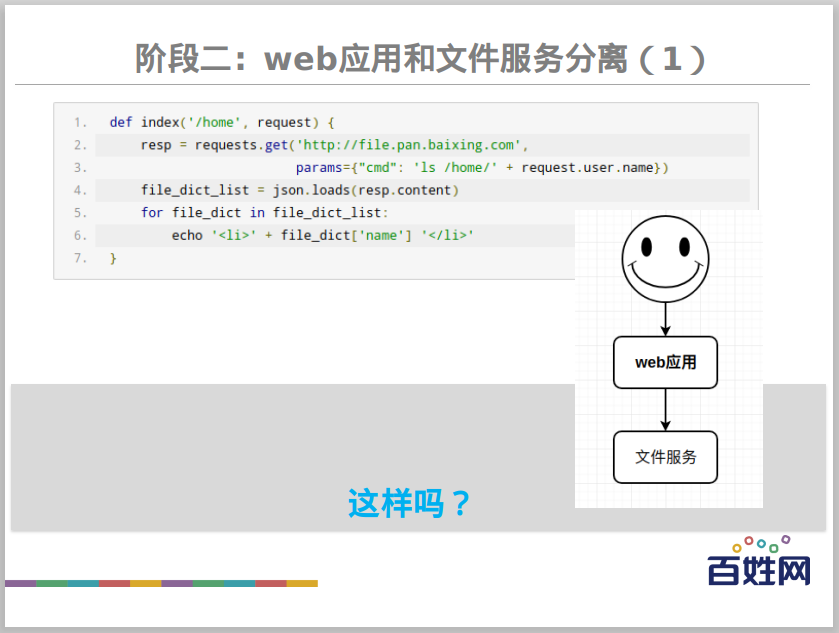 阶段二：web应用和文件服务分离（1）
1. def index('/home', request) {
2. resp = requests.get('http://file.pan.baixing.com',
3. params={"cmd": 'ls /home/' + request.user.name})
4. file_dict_list = json.loads(resp.content)
5. for file_dict in file_dict_list:
6. echo '<li>' + file_dict['name'] '</li>'
7. }
web应用
文件服务
这样吗？
百姓网